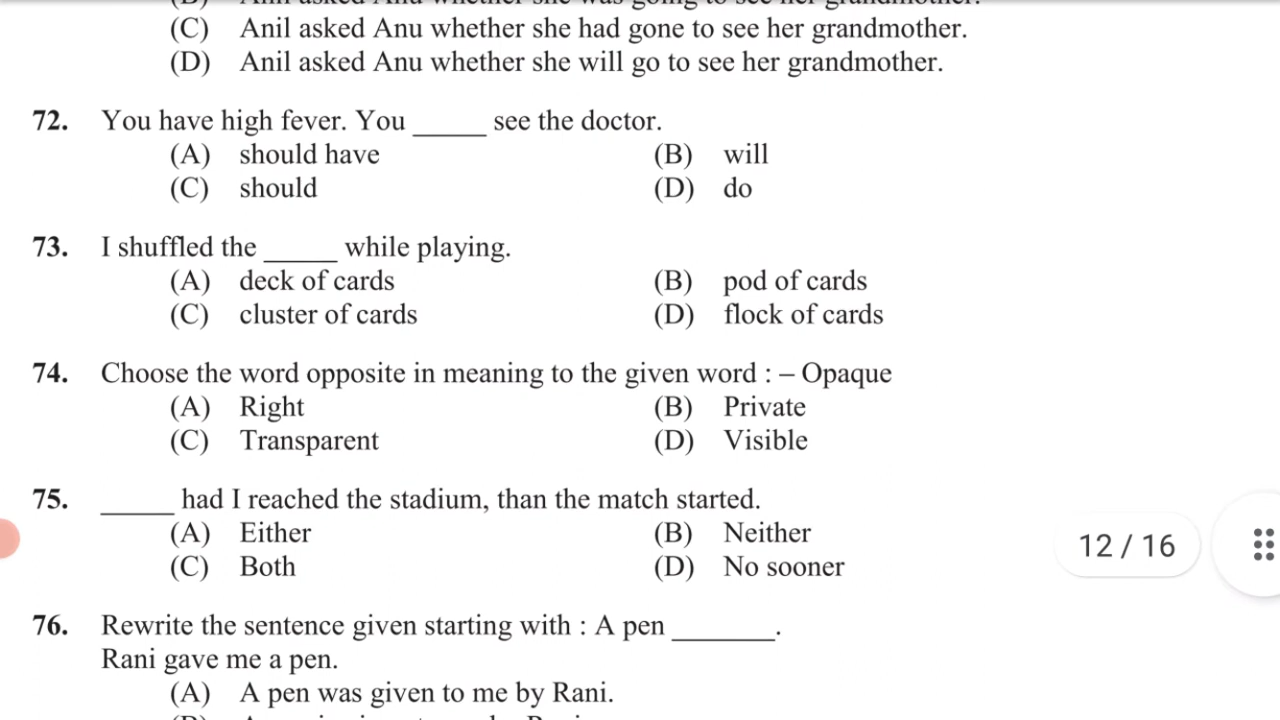 (C) Anil asked Anu whether she had gone to see her grandmother.
(D) Anil asked Anu whether she will go to see her grandmother.
72. You have high fever. You _____ see the doctor.
(A) should have (B) will
(C) should (D) do
73. I shuffled the _____ while playing.
(A) deck of cards (B) pod of cards
(C) cluster of cards (D) flock of cards
74. Choose the word opposite in meaning to the given word : – Opaque
(A) Right (B) Private
(C) Transparent (D) Visible
75. _____ had I reached the stadium, than the match started.
(A) Either (B) Neither
(C) Both (D) No sooner
12 / 16
76. Rewrite the sentence given starting with : A pen _______.
Rani gave me a pen.
(A) A pen was given to me by Rani.